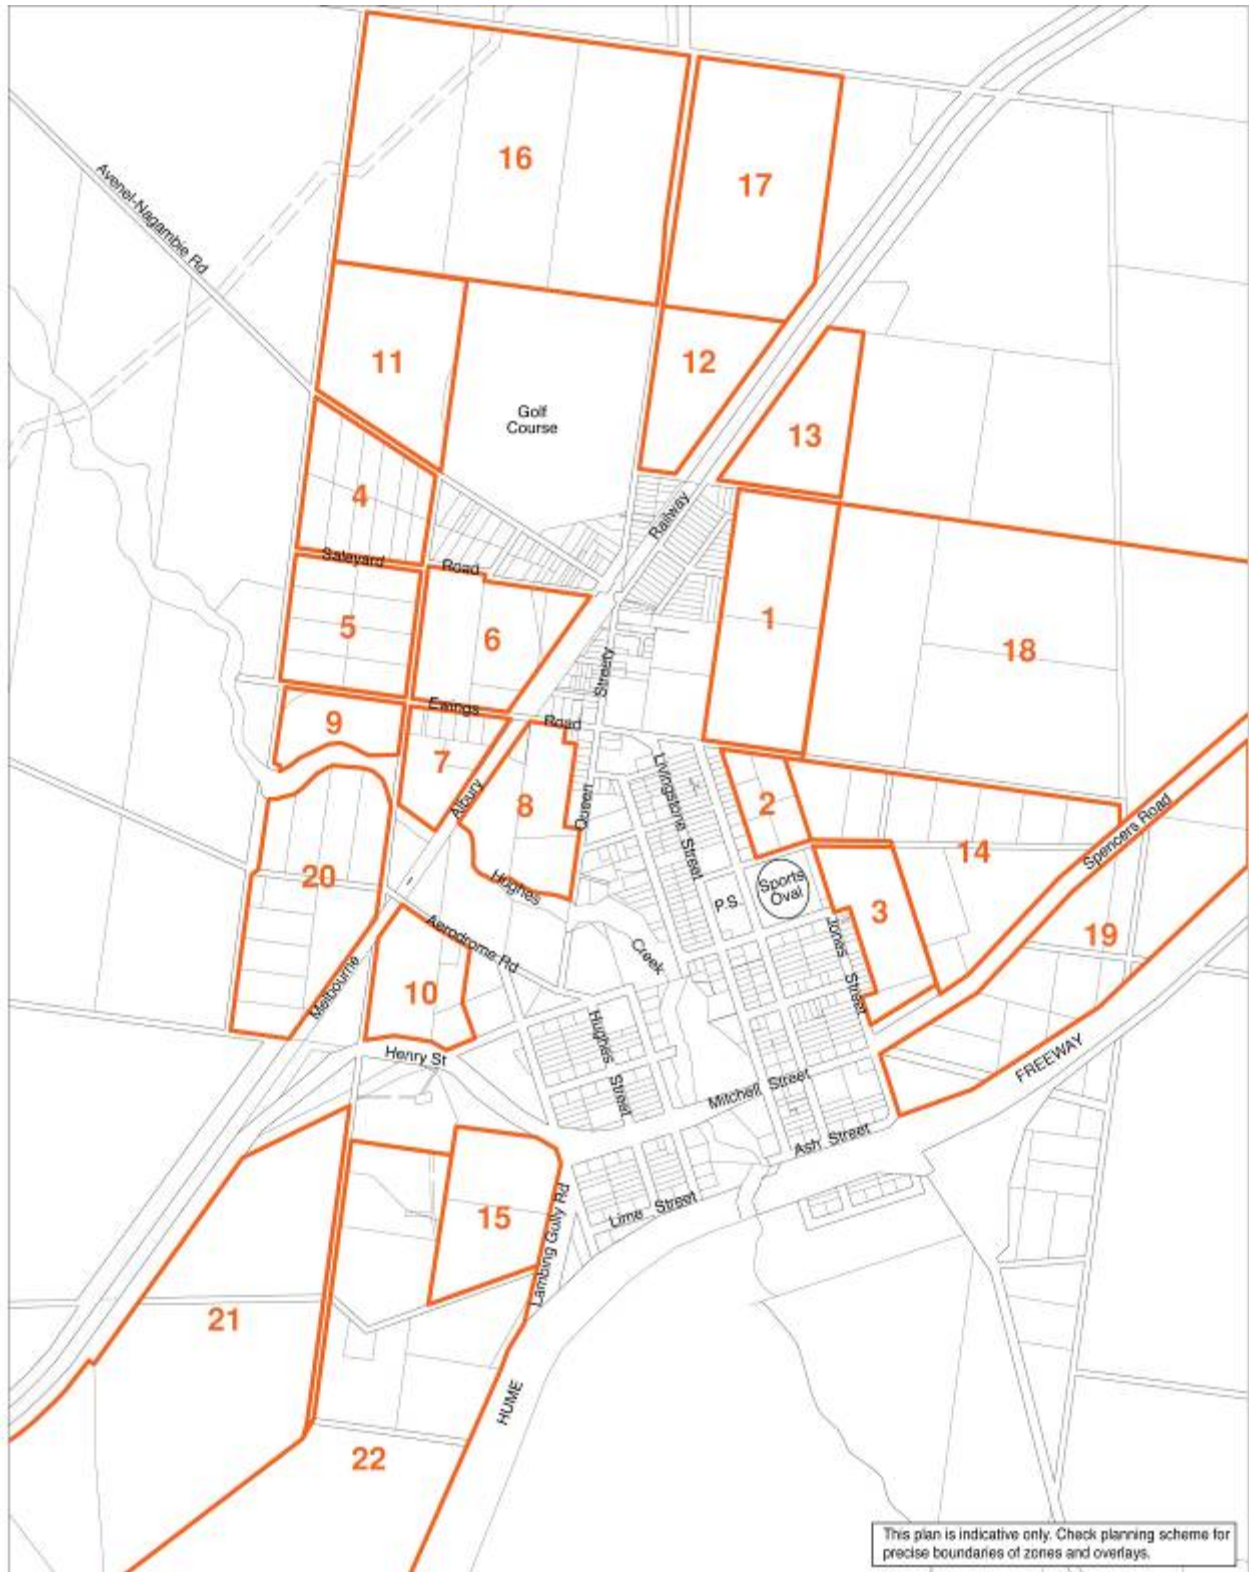 16
17
Avenel-Nagambie Rd
11
12
Golf
Course
13
4
Railway
Saleyard
Road
5
6
1
18
Streety
9
Ewings
Road
7
Albury
8
Queen
Livingstone Street
2
Spencers Road
14
20
Hughes
P.S.
Sports
Oval
3
19
Aerodrome Rd
Creek
Jones Street
Melbourne
10
Hughes Street
Henry St
FREEWAY
Mitchell Street
Ash Street
15
Lambing Gully Rd
Lime Street
21
HUME
22
This plan is indicative only. Check planning scheme for
precise boundaries of zones and overlays.